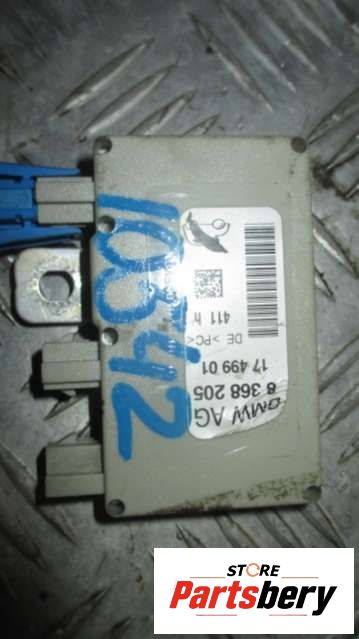 10342
411 h
DE >PC<
17 499 01
8 368 205
BMW AG
STORE
Partsbery